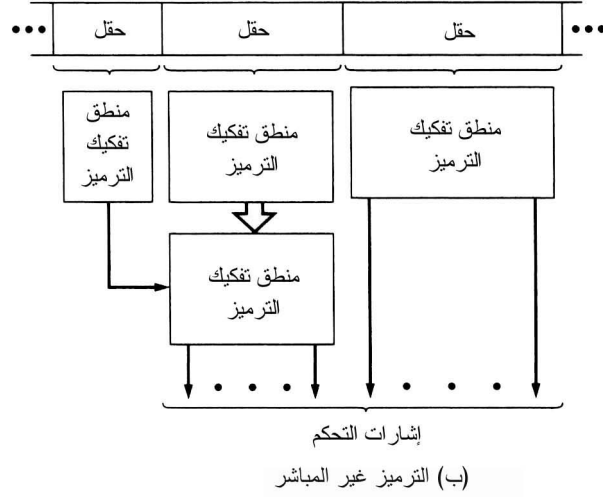 حقل
حقل
حقل
منطق
تفكيك
الترميز
منطق تفكيك
الترميز
منطق تفكيك
الترميز
منطق تفكيك
الترميز
إشارات التحكم
(ب) الترميز غير المباشر